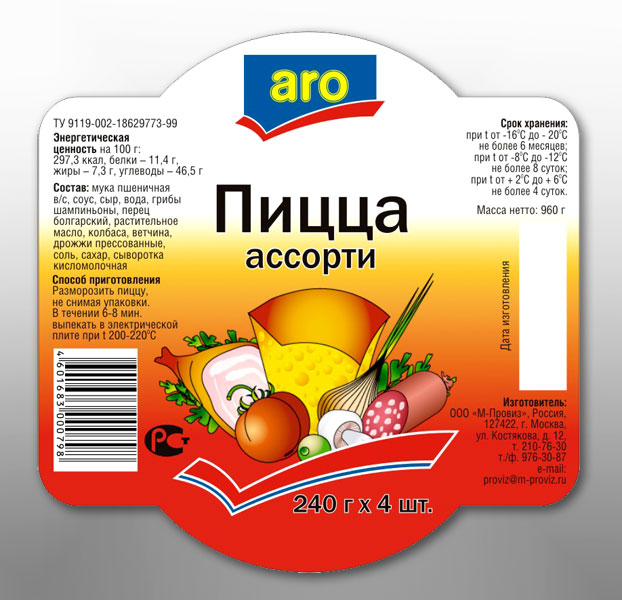 aro
ТУ 9119-002-18629773-99
Энергетическая
ценность на 100 г:
297,3 ккал, белки – 11,4 г,
жиры – 7,3 г, углеводы – 46,5 г
Состав: мука пшеничная
в/с, соус, сыр, вода, грибы
шампиньоны, перец
болгарский, растительное
масло, колбаса, ветчина,
дрожжи прессованные,
соль, сахар, сыворотка
кисломолочная
Способ приготовления
Разморозить пиццу,
не снимая упаковки.
В течении 6-8 мин.
выпекать в электрической
плите при t 200-220°С
4601683000798
РСТ
Пицца
ассорти
240 г х 4 шт.
Срок хранения:
при t от -16°С до - 20°С
не более 6 месяцев;
при t от -8°С до -12°С
не более 8 суток;
при t от + 2°С до + 6°С
не более 4 суток.
Масса нетто: 960 г
Дата изготовления
Изготовитель:
ООО «М-Провиз», Россия,
127422, г. Москва,
ул. Костякова, д. 12,
т. 210-76-30
т./ф. 976-30-87
e-mail:
proviz@m-proviz.ru